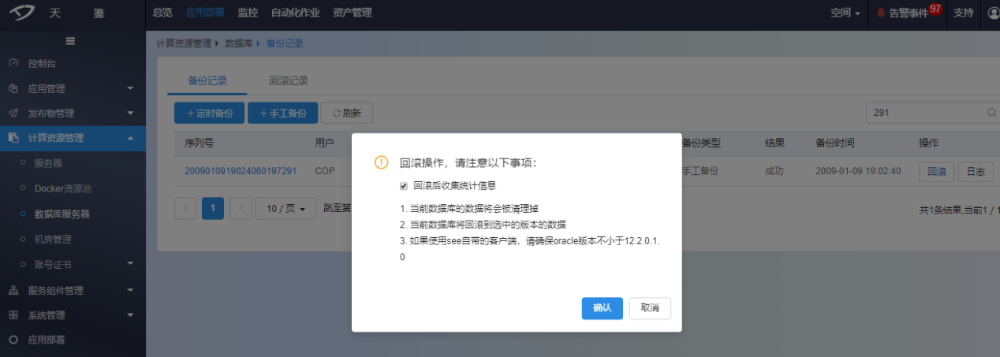 天 鉴
总览 应用部署 监控 自动化作业 资产管理
空间 告警事件 97 支持
计算资源管理 数据库 备份记录
控制台
应用管理
发布物管理
计算资源管理
服务器
Docker资源池
数据库服务器
机房管理
账号证书
服务组件管理
系统管理
应用部署
备份记录 回滚记录
+定时备份 +手工备份 刷新
291
序列号 用户 备份类型 结果 备份时间 操作
2009010919024060197291 COP 手工备份 成功 2009-01-09 19:02:40 回滚 日志
1 10 / 页 跳至第
共1条结果,当前1 / 1
回滚操作，请注意以下事项：
回滚后收集统计信息
1. 当前数据库的数据将会被清理掉
2. 当前数据库将回滚到选中的版本的数据
3. 如果使用see自带的客户端，请确保oracle版本不小于12.2.0.1.
0
确认 取消